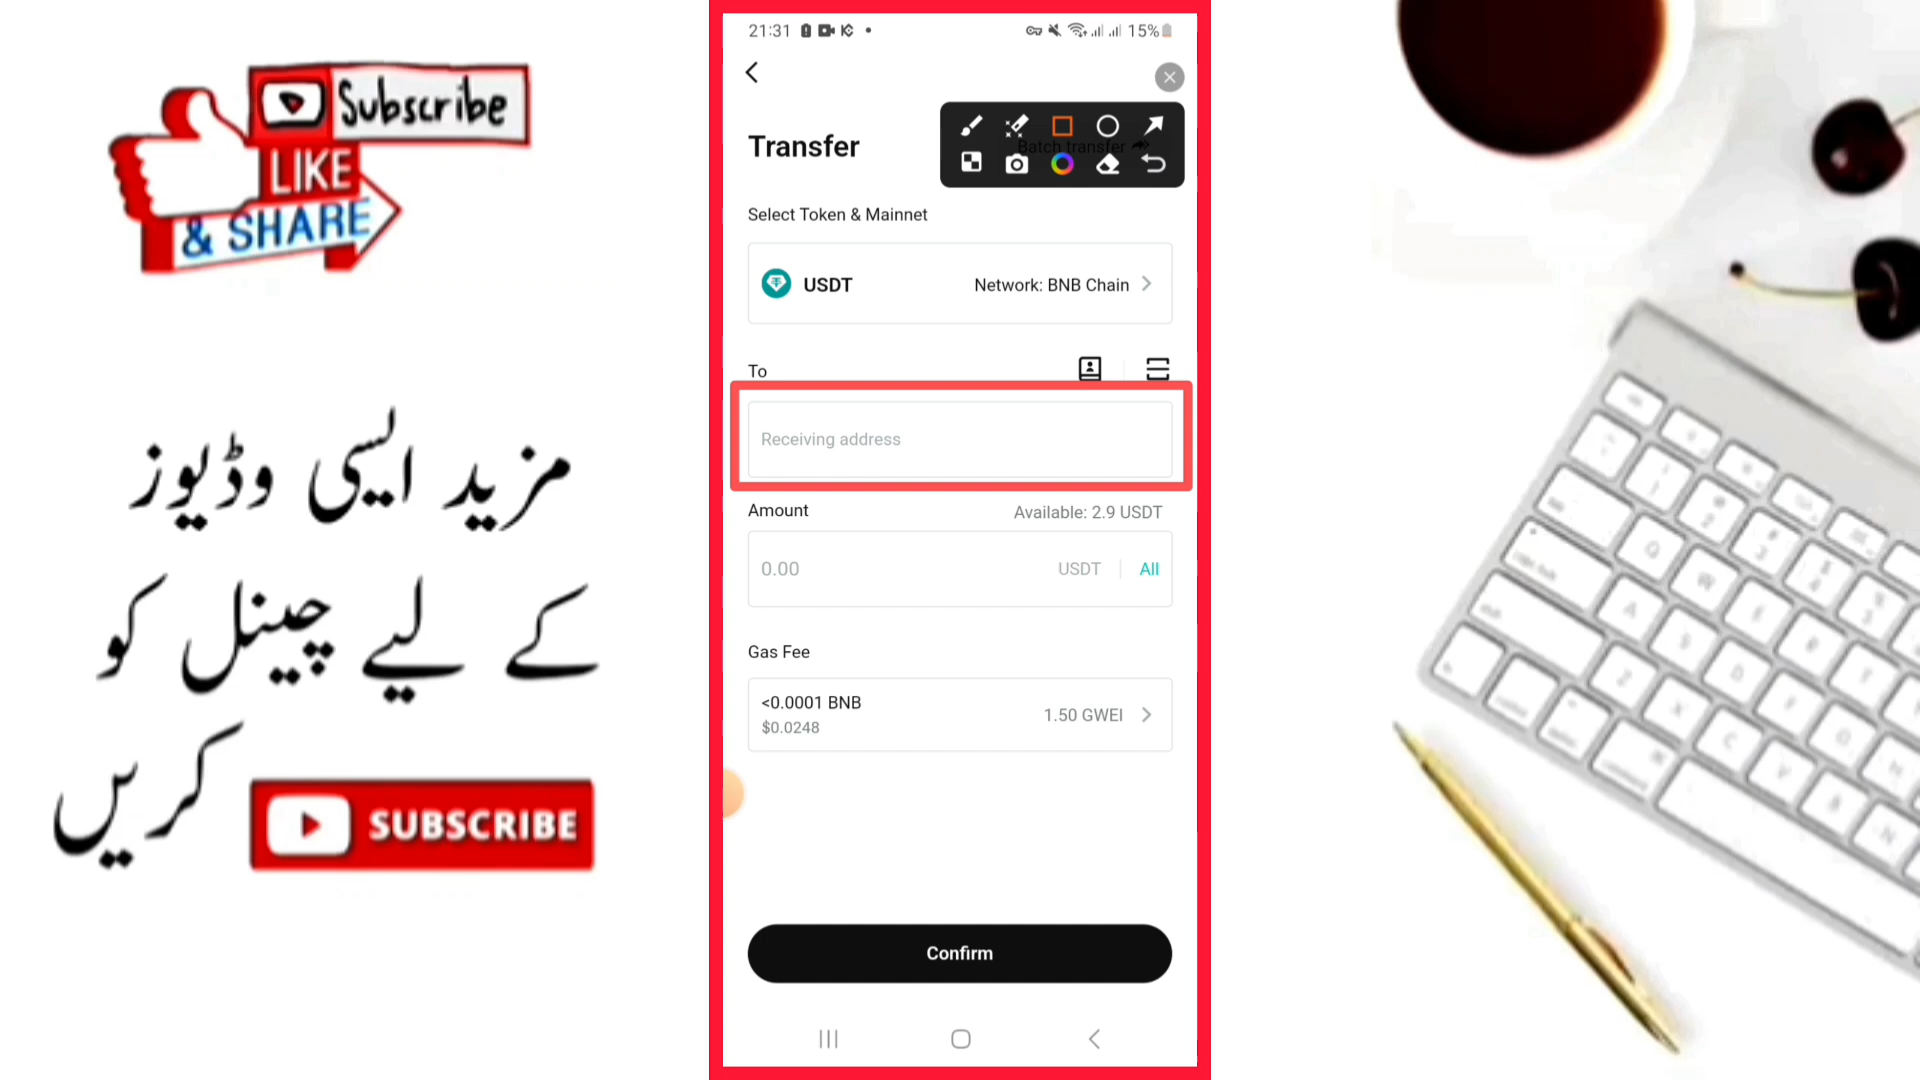 Subscribe
LIKE
& SHARE
مزید ایسی وڈیوز
کے لیے چینل کو
کریں
SUBSCRIBE
21:31
15%
Transfer
Batch transfer
Select Token & Mainnet
USDT
Network: BNB Chain
To
Receiving address
Amount
Available: 2.9 USDT
0.00
USDT
All
Gas Fee
<0.0001 BNB
1.50 GWEI
$0.0248
Confirm